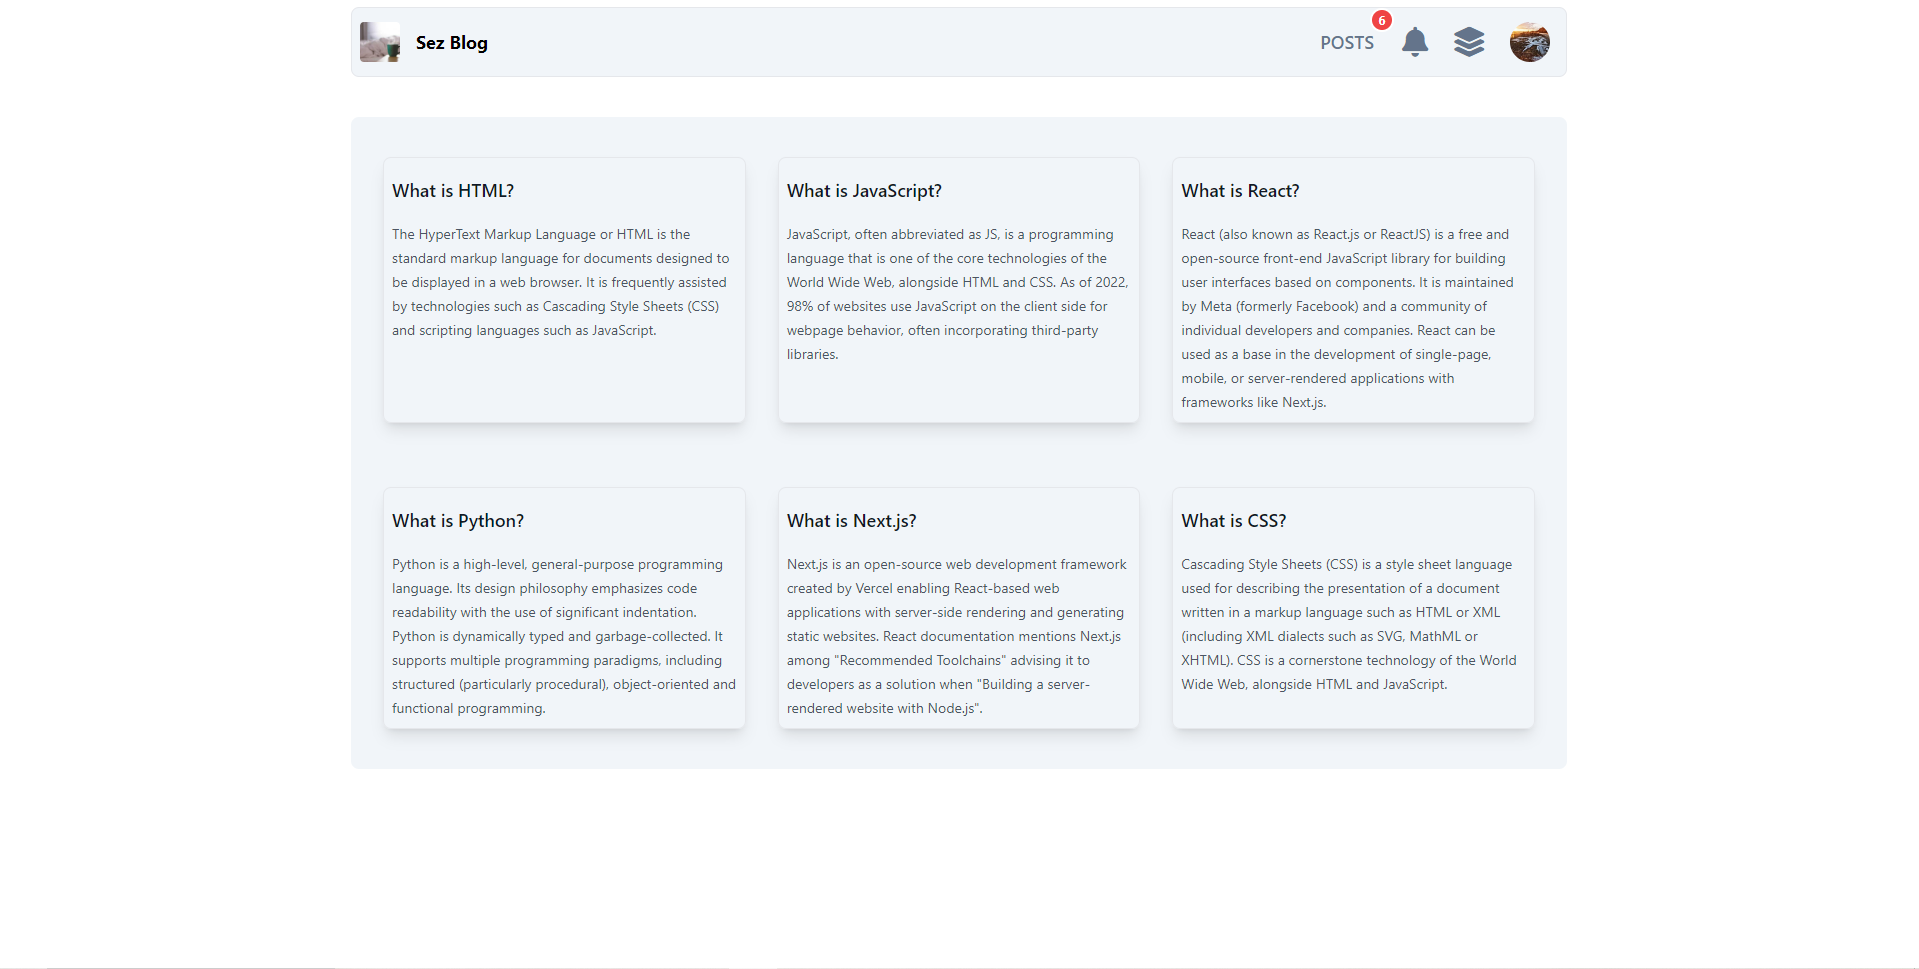 Sez Blog
POSTS
6
What is HTML?
The HyperText Markup Language or HTML is the
standard markup language for documents designed to
be displayed in a web browser. It is frequently assisted
by technologies such as Cascading Style Sheets (CSS)
and scripting languages such as JavaScript.
What is JavaScript?
JavaScript, often abbreviated as JS, is a programming
language that is one of the core technologies of the
World Wide Web, alongside HTML and CSS. As of 2022,
98% of websites use JavaScript on the client side for
webpage behavior, often incorporating third-party
libraries.
What is React?
React (also known as React.js or ReactJS) is a free and
open-source front-end JavaScript library for building
user interfaces based on components. It is maintained
by Meta (formerly Facebook) and a community of
individual developers and companies. React can be
used as a base in the development of single-page,
mobile, or server-rendered applications with
frameworks like Next.js.
What is Python?
Python is a high-level, general-purpose programming
language. Its design philosophy emphasizes code
readability with the use of significant indentation.
Python is dynamically typed and garbage-collected. It
supports multiple programming paradigms, including
structured (particularly procedural), object-oriented and
functional programming.
What is Next.js?
Next.js is an open-source web development framework
created by Vercel enabling React-based web
applications with server-side rendering and generating
static websites. React documentation mentions Next.js
among "Recommended Toolchains" advising it to
developers as a solution when "Building a server-
rendered website with Node.js".
What is CSS?
Cascading Style Sheets (CSS) is a style sheet language
used for describing the presentation of a document
written in a markup language such as HTML or XML
(including XML dialects such as SVG, MathML or
XHTML). CSS is a cornerstone technology of the World
Wide Web, alongside HTML and JavaScript.